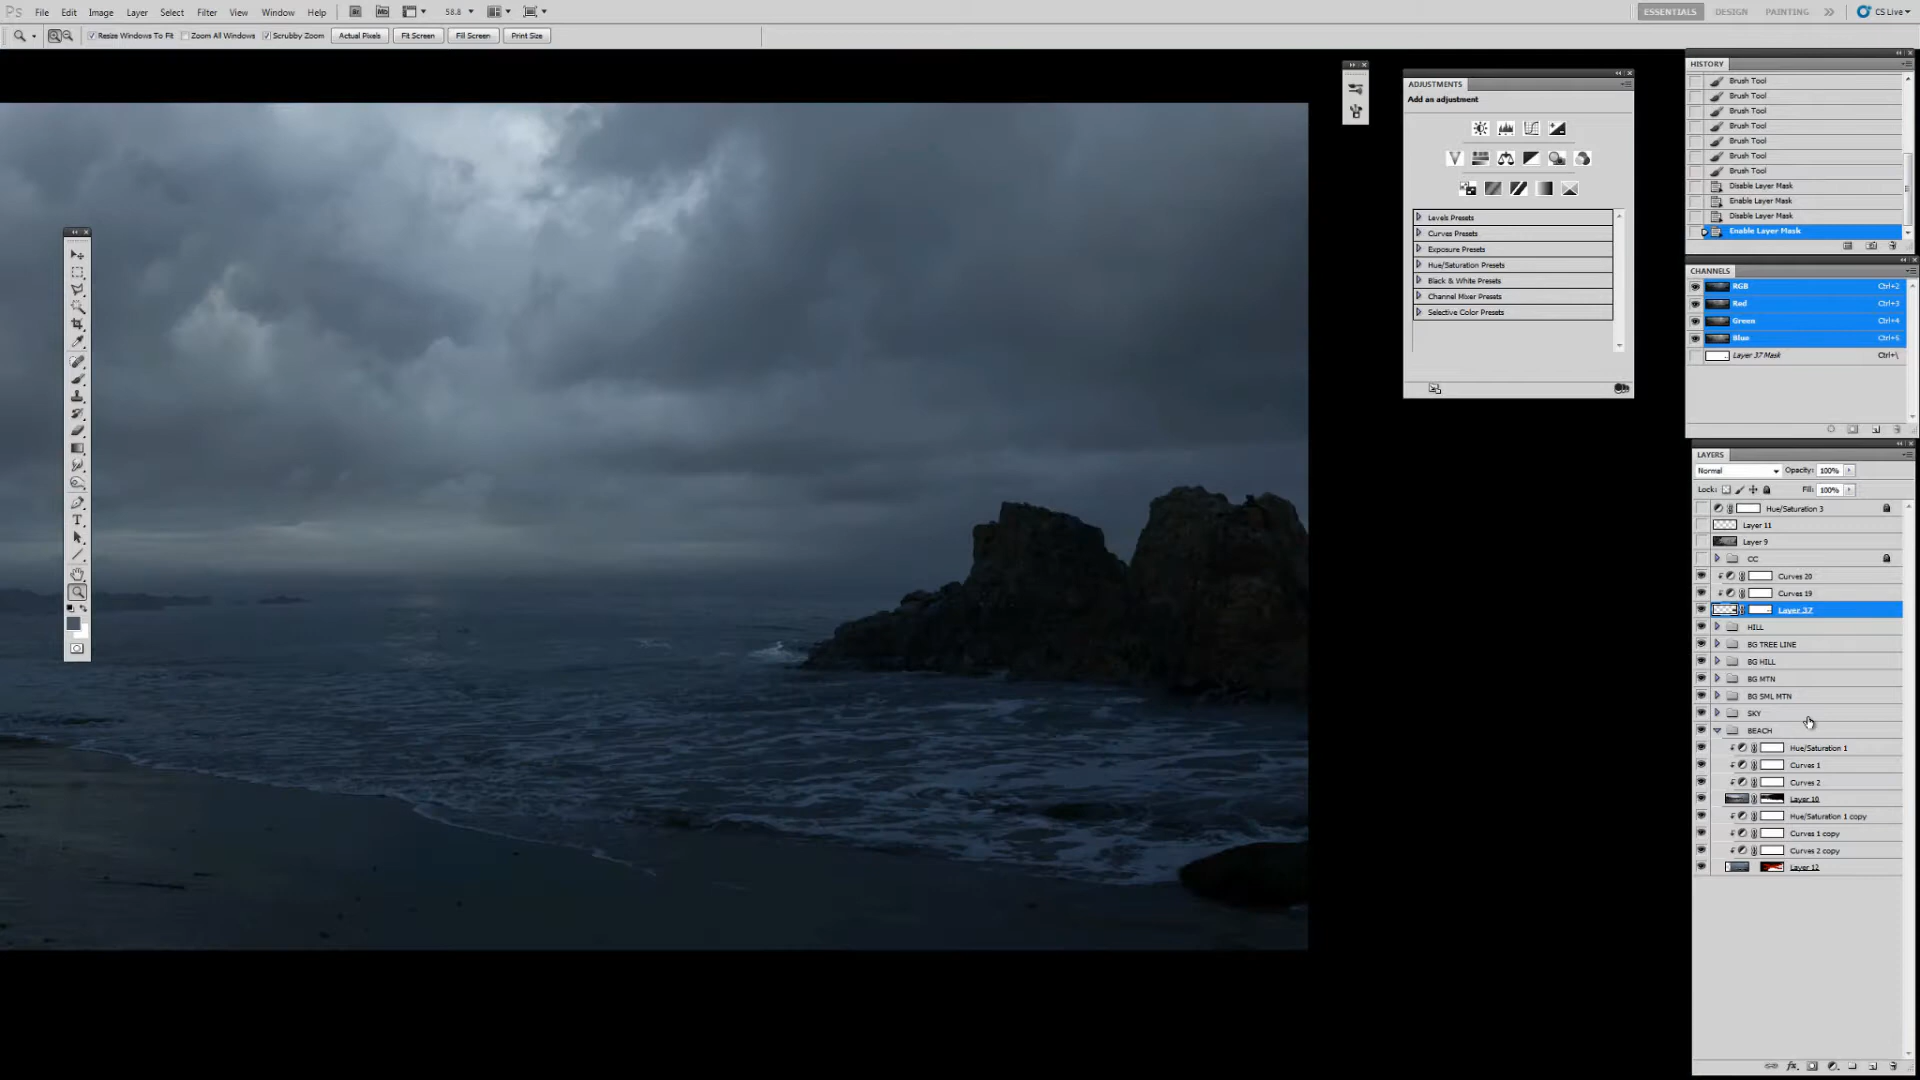 Ps File Edit Image Layer Select Filter View Window Help Br Mb 58.8 ESSENTIALS DESIGN PAINTING CS Live
Resize Windows To Fit Zoom All Windows Scrubby Zoom Actual Pixels Fit Screen Fill Screen Print Size
HISTORY
Brush Tool
Brush Tool
Brush Tool
Brush Tool
Brush Tool
Brush Tool
Brush Tool
Disable Layer Mask
Enable Layer Mask
Disable Layer Mask
Enable Layer Mask
ADJUSTMENTS
Add an adjustment
Levels Presets
Curves Presets
Exposure Presets
Hue/Saturation Presets
Black & White Presets
Channel Mixer Presets
Selective Color Presets
CHANNELS
RGB Ctrl+2
Red Ctrl+3
Green Ctrl+4
Blue Ctrl+5
Layer 37 Mask Ctrl+\
LAYERS
Normal Opacity: 100%
Lock: Fill: 100%
Hue/Saturation 3
Layer 11
Layer 9
CC
Curves 20
Curves 19
Layer 37
HILL
BG TREE LINE
BG HILL
BG MTN
BG SML MTN
SKY
BEACH
Hue/Saturation 1
Curves 1
Curves 2
Layer 10
Hue/Saturation 1 copy
Curves 1 copy
Curves 2 copy
Layer 12